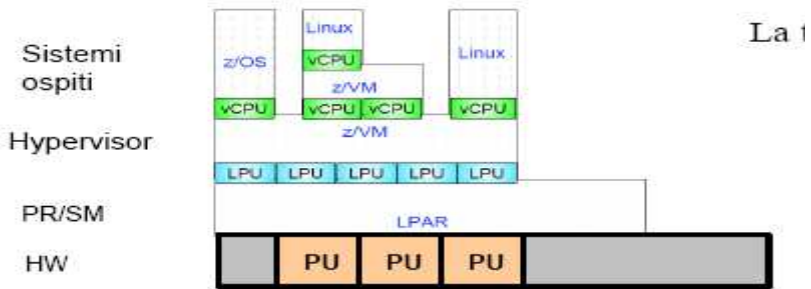 La t
Linux
Sistemi
ospiti
z/OS
vCPU
Linux
z/VM
vCPU
vCPU vCPU
vCPU
z/VM
Hypervisor
LPU LPU LPU LPU LPU
PR/SM
LPAR
HW
PU PU PU